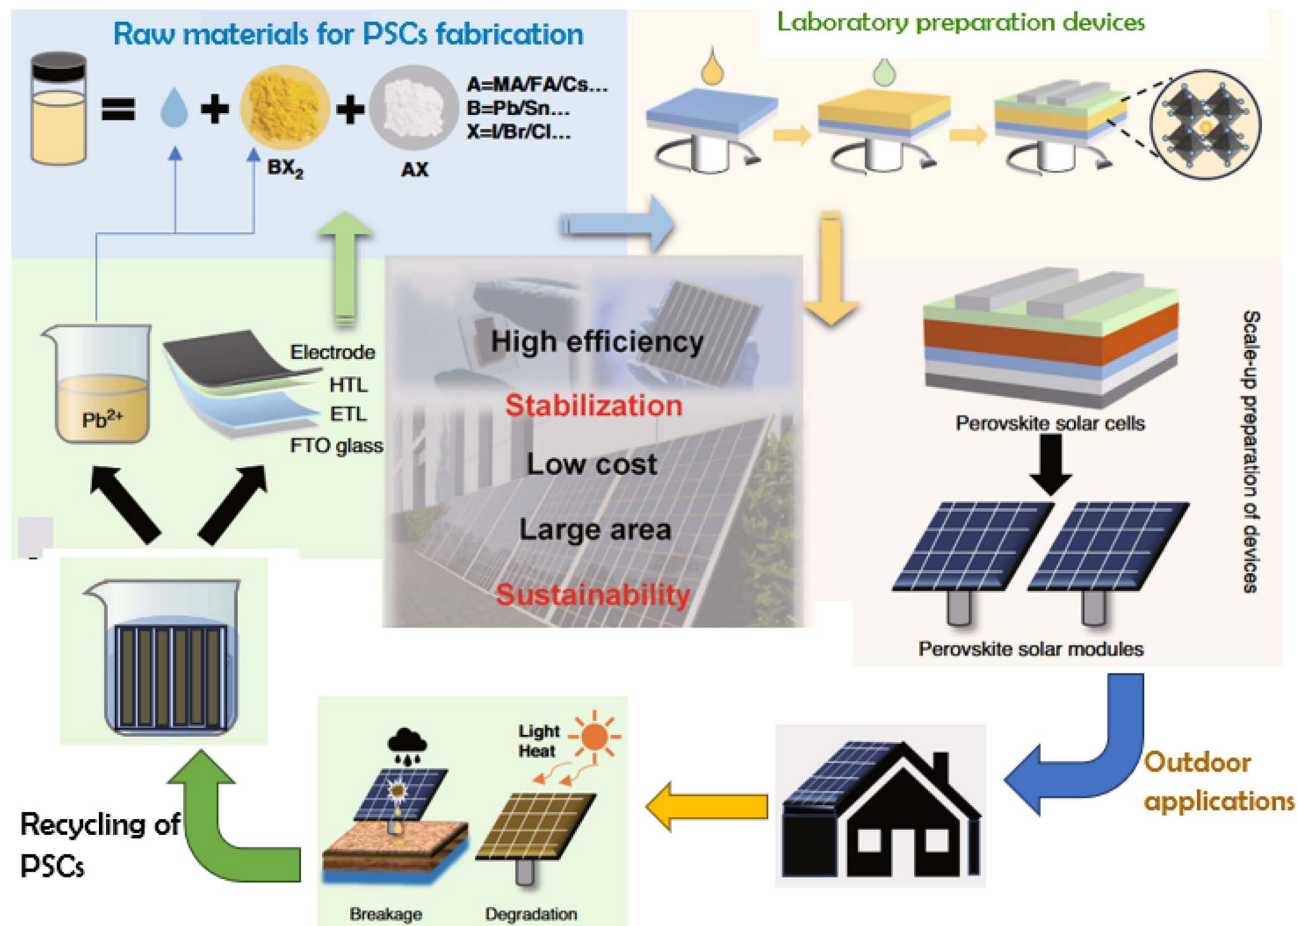 Raw materials for PSCs fabrication
Laboratory preparation devices
A=MA/FA/Cs...
B=Pb/Sn...
X=I/Br/Cl...
BX₂
AX
Electrode
HTL
ETL
FTO glass
Pb²⁺
High efficiency
Stabilization
Low cost
Large area
Sustainability
Perovskite solar cells
Scale-up preparation of devices
Perovskite solar modules
Outdoor
applications
Light
Heat
Breakage
Degradation
Recycling of
PSCs